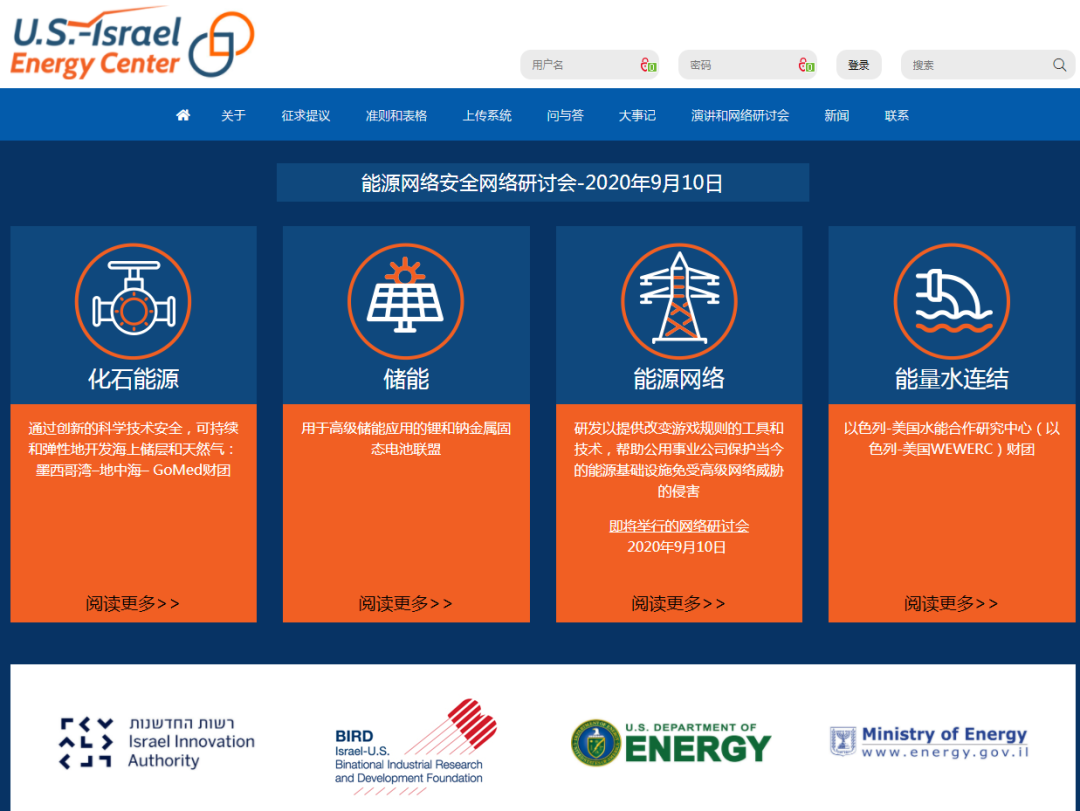 U.S.-Israel
Energy Center
用户名
密码
登录
搜索
关于 征求提议 准则和表格 上传系统 问与答 大事记 演讲和网络研讨会 新闻 联系
能源网络安全网络研讨会-2020年9月10日
化石能源
通过创新的科学技术安全，可持续
和弹性地开发海上储层和天然气：
墨西哥湾–地中海– GoMed财团
阅读更多>>
储能
用于高级储能应用的锂和钠金属固
态电池联盟
阅读更多>>
能源网络
研发以提供改变游戏规则的工具和
技术，帮助公用事业公司保护当今
的能源基础设施免受高级网络威胁
的侵害
即将举行的网络研讨会
2020年9月10日
阅读更多>>
能量水连结
以色列-美国水能合作研究中心（以
色列-美国WEWERC）财团
阅读更多>>
רשות החדשנות
Israel Innovation
Authority
BIRD
Israel-U.S.
Binational Industrial Research
and Development Foundation
U.S. DEPARTMENT OF
ENERGY
Ministry of Energy
www.energy.gov.il